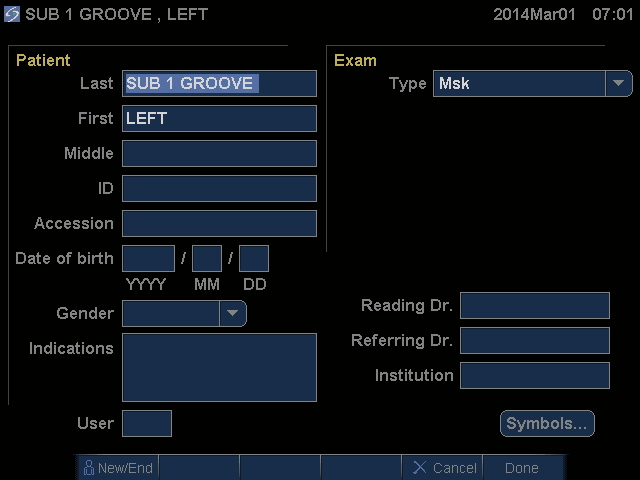 SUB 1 GROOVE , LEFT 2014Mar01 07:01
Patient
Last SUB 1 GROOVE
First LEFT
Middle
ID
Accession
Date of birth / /
YYYY MM DD
Gender
Indications
User
Exam
Type Msk
Reading Dr.
Referring Dr.
Institution
Symbols...
New/End Cancel Done